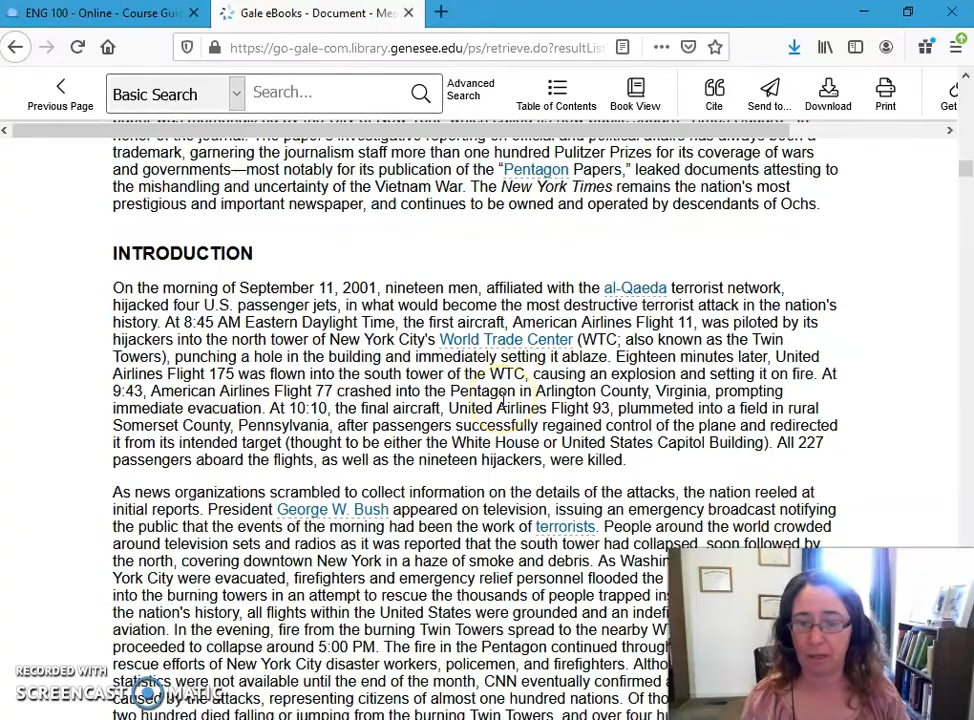 ENG 100 - Online - Course Gui
Gale eBooks - Document - Me
https://go-gale-com.library.genesee.edu/ps/retrieve.do?resultLis
Previous Page
Basic Search
Search...
Advanced Search
Table of Contents
Book View
Cite
Send to...
Download
Print
Get
trademark, garnering the journalism staff more than one hundred Pulitzer Prizes for its coverage of wars
and governments—most notably for its publication of the "Pentagon Papers," leaked documents attesting to
the mishandling and uncertainty of the Vietnam War. The New York Times remains the nation's most
prestigious and important newspaper, and continues to be owned and operated by descendants of Ochs.
INTRODUCTION
On the morning of September 11, 2001, nineteen men, affiliated with the al-Qaeda terrorist network,
hijacked four U.S. passenger jets, in what would become the most destructive terrorist attack in the nation's
history. At 8:45 AM Eastern Daylight Time, the first aircraft, American Airlines Flight 11, was piloted by its
hijackers into the north tower of New York City's World Trade Center (WTC; also known as the Twin
Towers), punching a hole in the building and immediately setting it ablaze. Eighteen minutes later, United
Airlines Flight 175 was flown into the south tower of the WTC, causing an explosion and setting it on fire. At
9:43, American Airlines Flight 77 crashed into the Pentagon in Arlington County, Virginia, prompting
immediate evacuation. At 10:10, the final aircraft, United Airlines Flight 93, plummeted into a field in rural
Somerset County, Pennsylvania, after passengers successfully regained control of the plane and redirected
it from its intended target (thought to be either the White House or United States Capitol Building). All 227
passengers aboard the flights, as well as the nineteen hijackers, were killed.
As news organizations scrambled to collect information on the details of the attacks, the nation reeled at
initial reports. President George W. Bush appeared on television, issuing an emergency broadcast notifying
the public that the events of the morning had been the work of terrorists. People around the world crowded
around television sets and radios as it was reported that the south tower had collapsed, soon followed by
the north, covering downtown New York in a haze of smoke and debris. As Washin
York City were evacuated, firefighters and emergency relief personnel flooded the
into the burning towers in an attempt to rescue the thousands of people trapped ins
the nation's history, all flights within the United States were grounded and an indefi
aviation. In the evening, fire from the burning Twin Towers spread to the nearby W
proceeded to collapse around 5:00 PM. The fire in the Pentagon continued throug
rescue efforts of New York City disaster workers, policemen, and firefighters. Altho
statistics were not available until the end of the month, CNN eventually confirmed a
caused by the attacks, representing citizens of almost one hundred nations. Of tho
two hundred died falling or jumping from the burning Twin Towers, and over four hu
RECORDED WITH
SCREENCAST MATIC